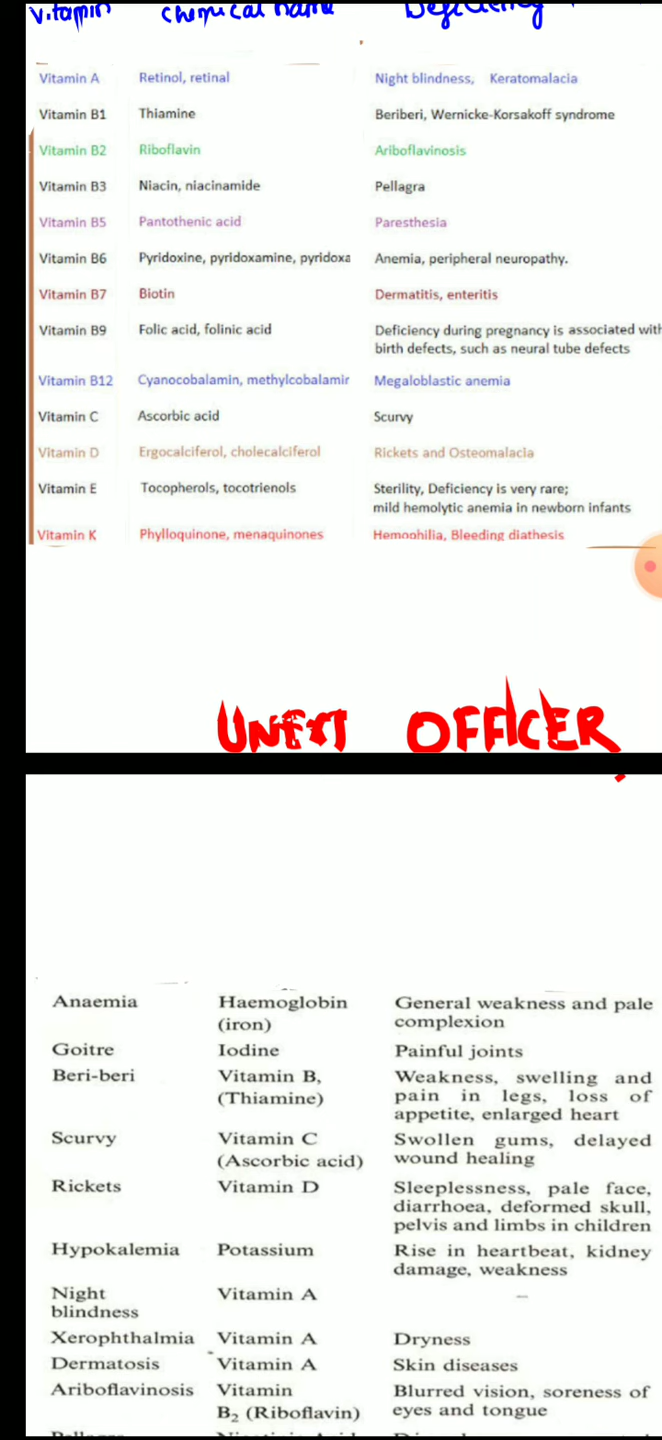 Vitamin Chemical name Deficiency
Vitamin A Retinol, retinal Night blindness, Keratomalacia
Vitamin B1 Thiamine Beriberi, Wernicke-Korsakoff syndrome
Vitamin B2 Riboflavin Ariboflavinosis
Vitamin B3 Niacin, niacinamide Pellagra
Vitamin B5 Pantothenic acid Paresthesia
Vitamin B6 Pyridoxine, pyridoxamine, pyridoxa Anemia, peripheral neuropathy.
Vitamin B7 Biotin Dermatitis, enteritis
Vitamin B9 Folic acid, folinic acid Deficiency during pregnancy is associated with
birth defects, such as neural tube defects
Vitamin B12 Cyanocobalamin, methylcobalamir Megaloblastic anemia
Vitamin C Ascorbic acid Scurvy
Vitamin D Ergocalciferol, cholecalciferol Rickets and Osteomalacia
Vitamin E Tocopherols, tocotrienols Sterility, Deficiency is very rare;
mild hemolytic anemia in newborn infants
Vitamin K Phylloquinone, menaquinones Hemophilia, Bleeding diathesis
OFFICER
Anaemia Haemoglobin General weakness and pale
(iron) complexion
Goitre Iodine Painful joints
Beri-beri Vitamin B, Weakness, swelling and
(Thiamine) pain in legs, loss of
appetite, enlarged heart
Scurvy Vitamin C Swollen gums, delayed
(Ascorbic acid) wound healing
Rickets Vitamin D Sleeplessness, pale face,
diarrhoea, deformed skull,
pelvis and limbs in children
Hypokalemia Potassium Rise in heartbeat, kidney
damage, weakness
Night Vitamin A –
blindness
Xerophthalmia Vitamin A Dryness
Dermatosis Vitamin A Skin diseases
Ariboflavinosis Vitamin Blurred vision, soreness of
B₂ (Riboflavin) eyes and tongue